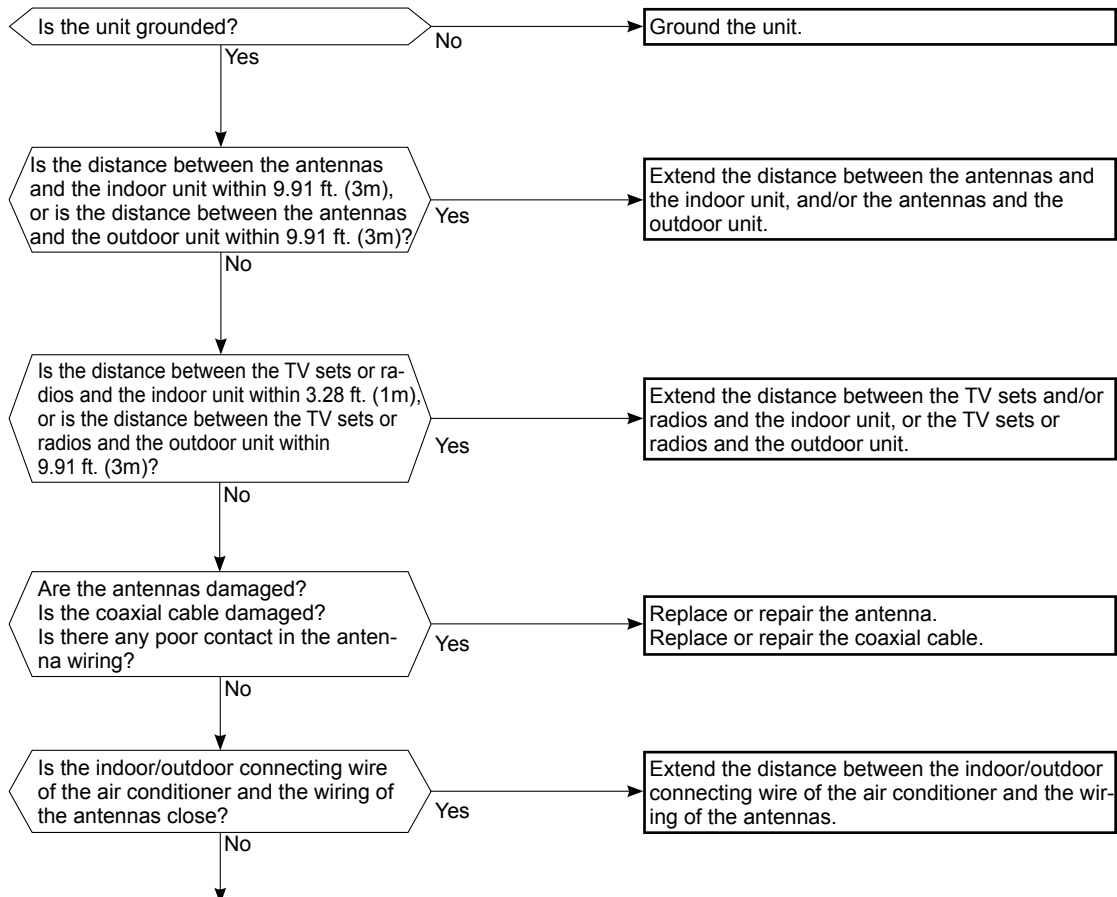 Is the unit grounded?
No
Ground the unit.
Yes
Is the distance between the antennas
and the indoor unit within 9.91 ft. (3m),
or is the distance between the antennas
and the outdoor unit within 9.91 ft. (3m)?
Yes
Extend the distance between the antennas and
the indoor unit, and/or the antennas and the
outdoor unit.
No
Is the distance between the TV sets or ra-
dios and the indoor unit within 3.28 ft. (1m),
or is the distance between the TV sets or
radios and the outdoor unit within
9.91 ft. (3m)?
Yes
Extend the distance between the TV sets and/or
radios and the indoor unit, or the TV sets or
radios and the outdoor unit.
No
Are the antennas damaged?
Is the coaxial cable damaged?
Is there any poor contact in the anten-
na wiring?
Yes
Replace or repair the antenna.
Replace or repair the coaxial cable.
No
Is the indoor/outdoor connecting wire
of the air conditioner and the wiring of
the antennas close?
Yes
Extend the distance between the indoor/outdoor
connecting wire of the air conditioner and the wir-
ing of the antennas.
No